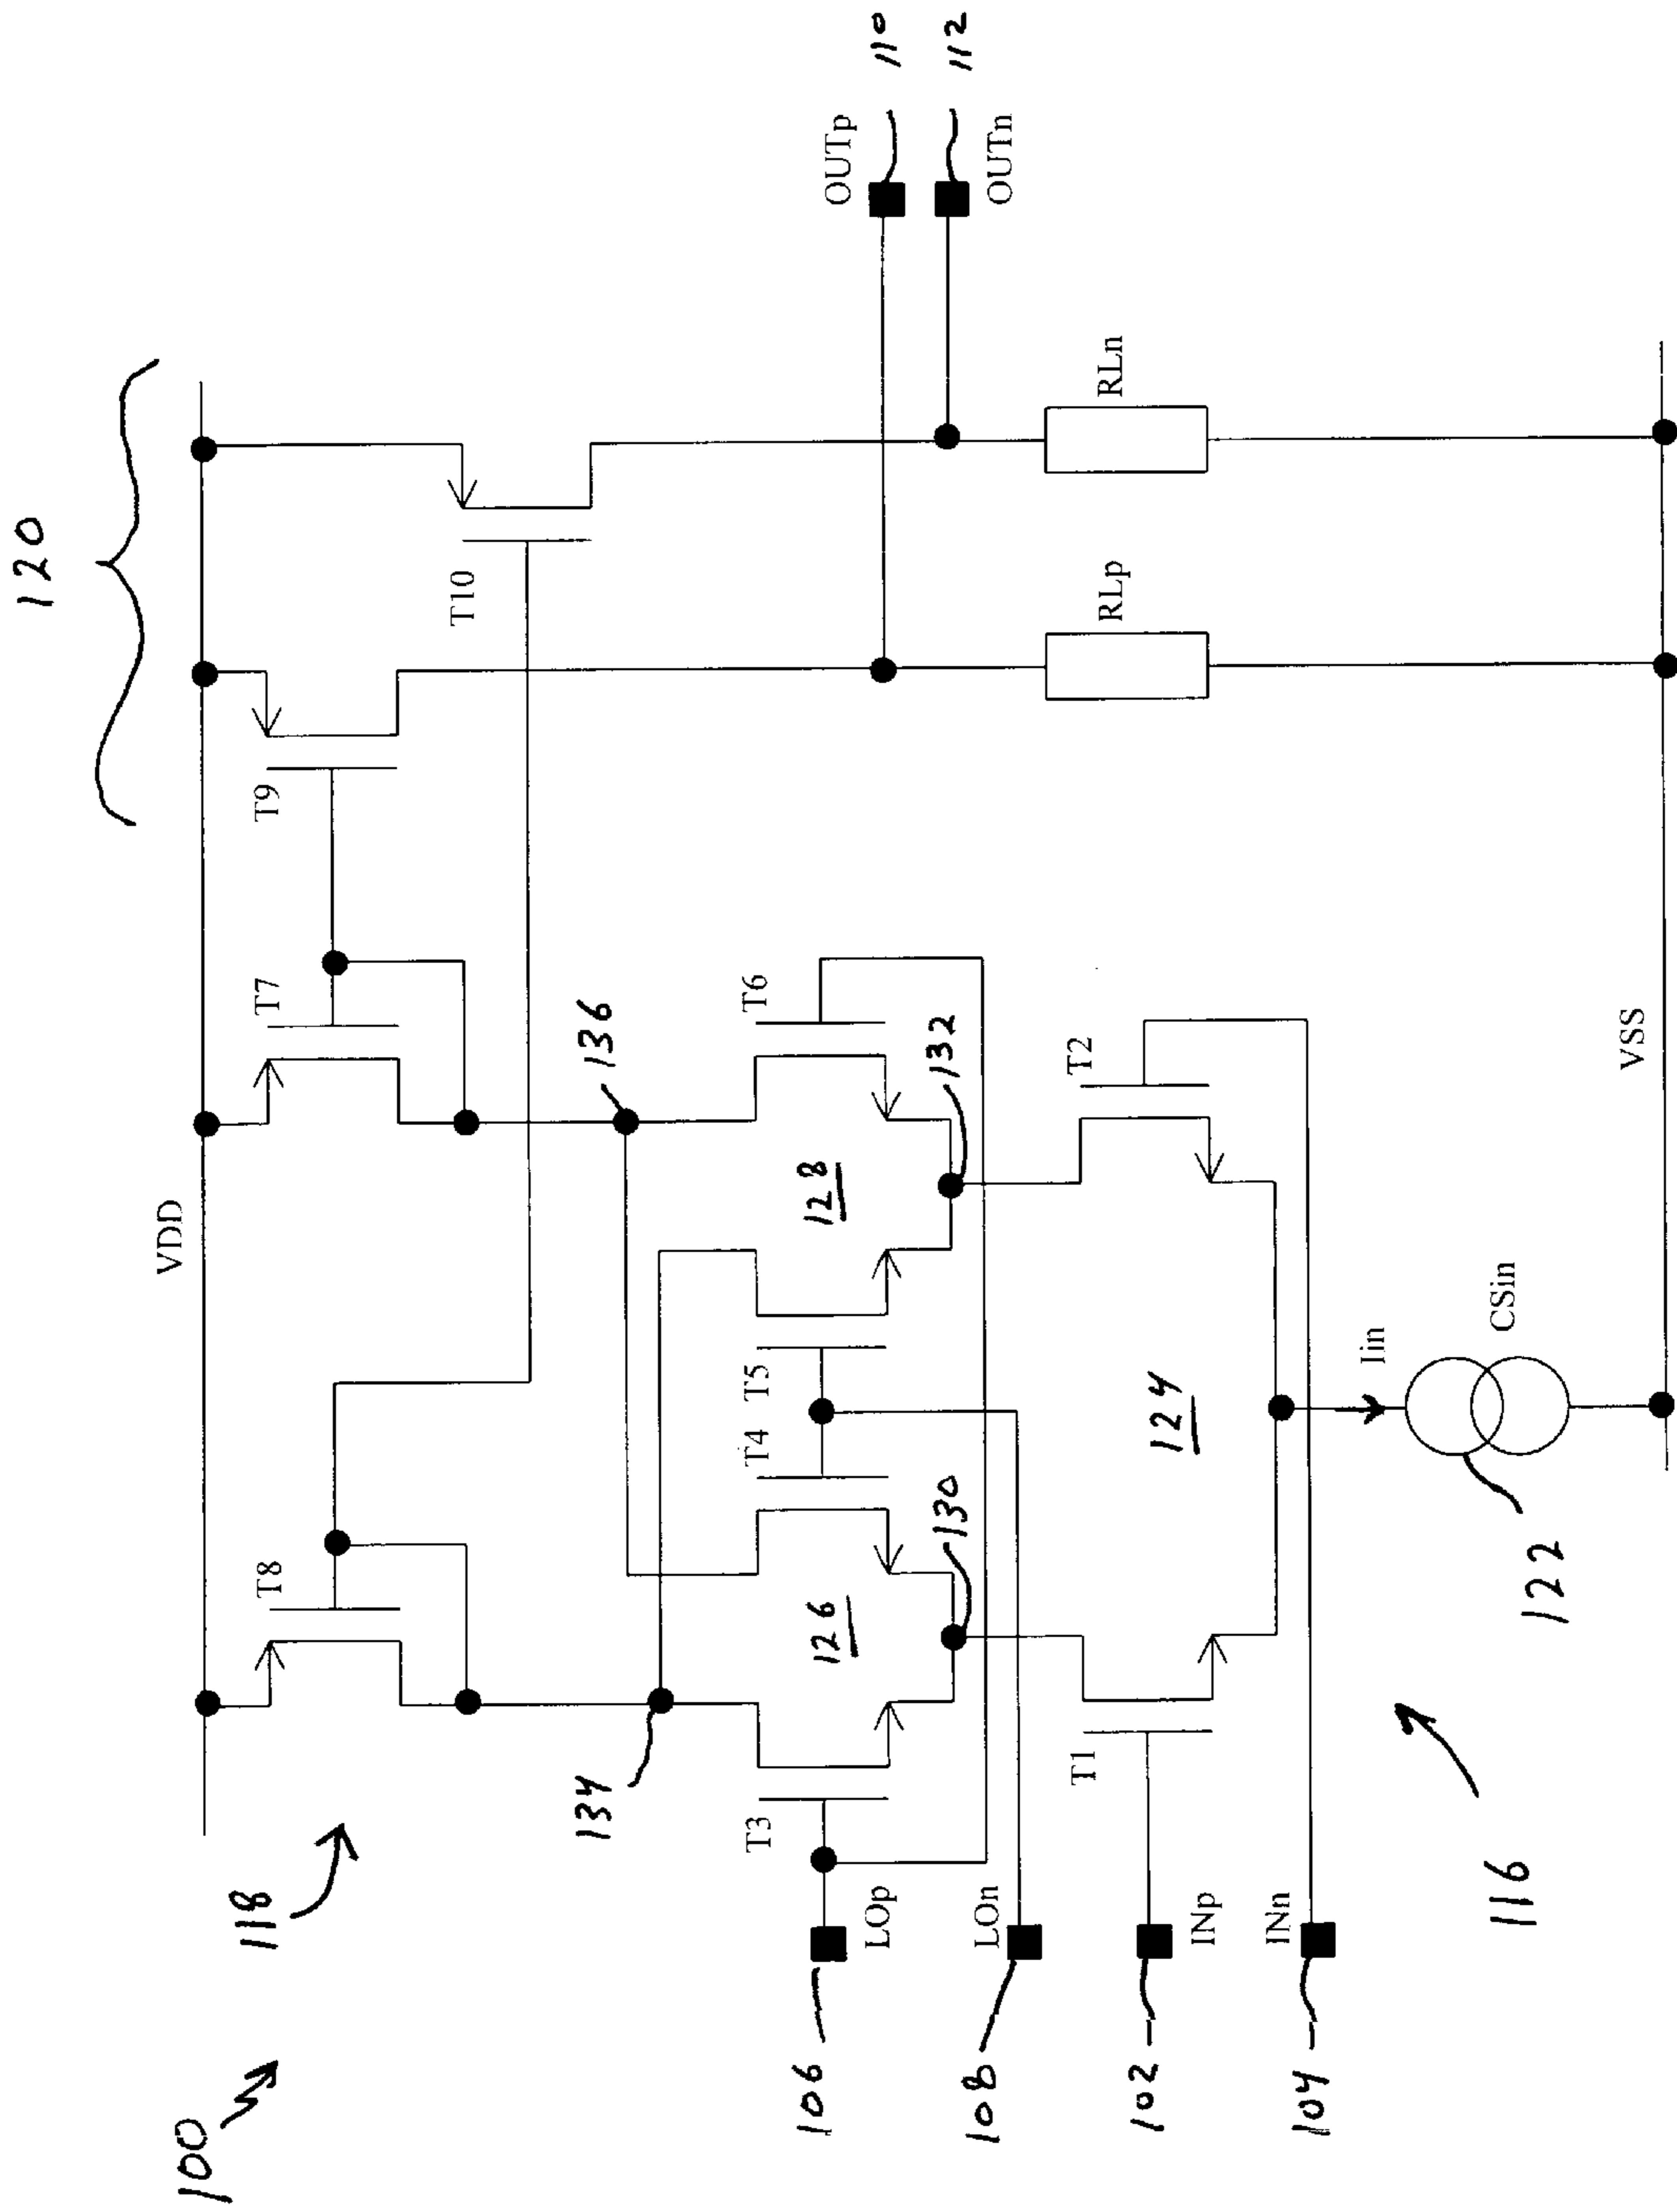 100
118
120
VDD
T8
T7
T9
T10
134
136
T3
126
T4
T5
128
T6
106
LOp
130
132
OUTp
110
108
LOn
OUTn
112
102
INp
T1
124
T2
RLp
RLn
104
INn
Iin
116
122
CSin
VSS